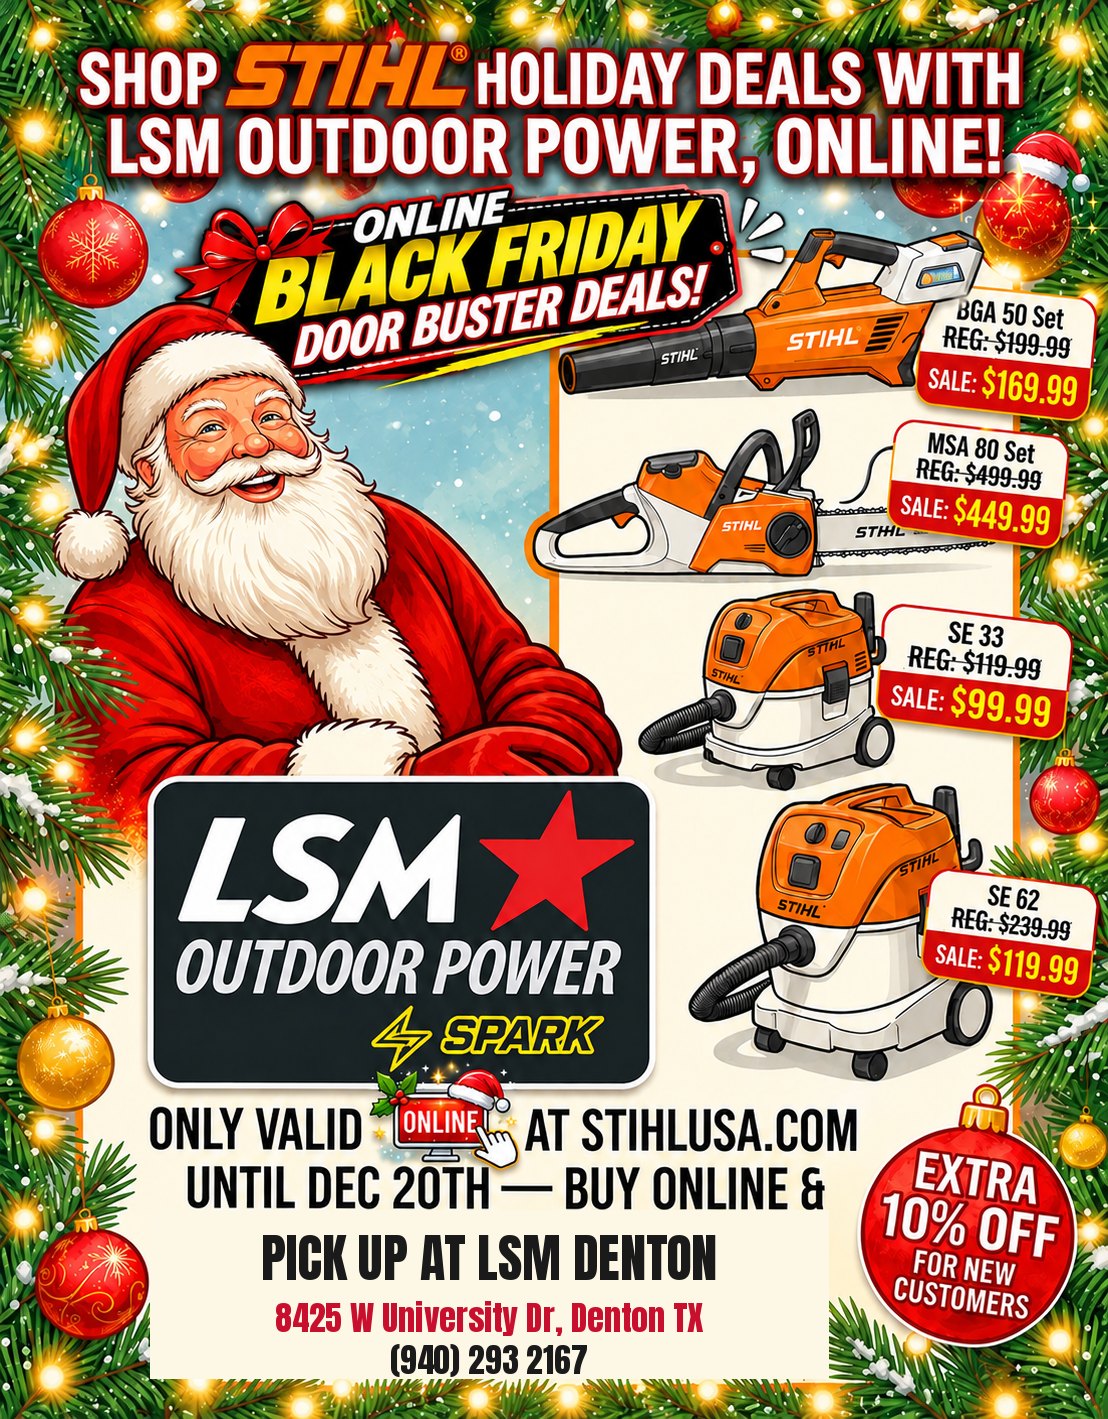 SHOP STIHL® HOLIDAY DEALS WITH
LSM OUTDOOR POWER, ONLINE!
ONLINE
BLACK FRIDAY
DOOR BUSTER DEALS!
STIHL
STIHL
BGA 50 Set
REG: $199.99
SALE: $169.99
STIHL
STIHL
MSA 80 Set
REG: $499.99
SALE: $449.99
STIHL
STIHL
SE 33
REG: $119.99
SALE: $99.99
STIHL
STIHL
SE 62
REG: $239.99
SALE: $119.99
LSM
OUTDOOR POWER
SPARK
ONLY VALID ONLINE AT STIHLUSA.COM
UNTIL DEC 20TH — BUY ONLINE &
PICK UP AT LSM DENTON
8425 W University Dr, Denton TX
(940) 293 2167
EXTRA
10% OFF
FOR NEW
CUSTOMERS